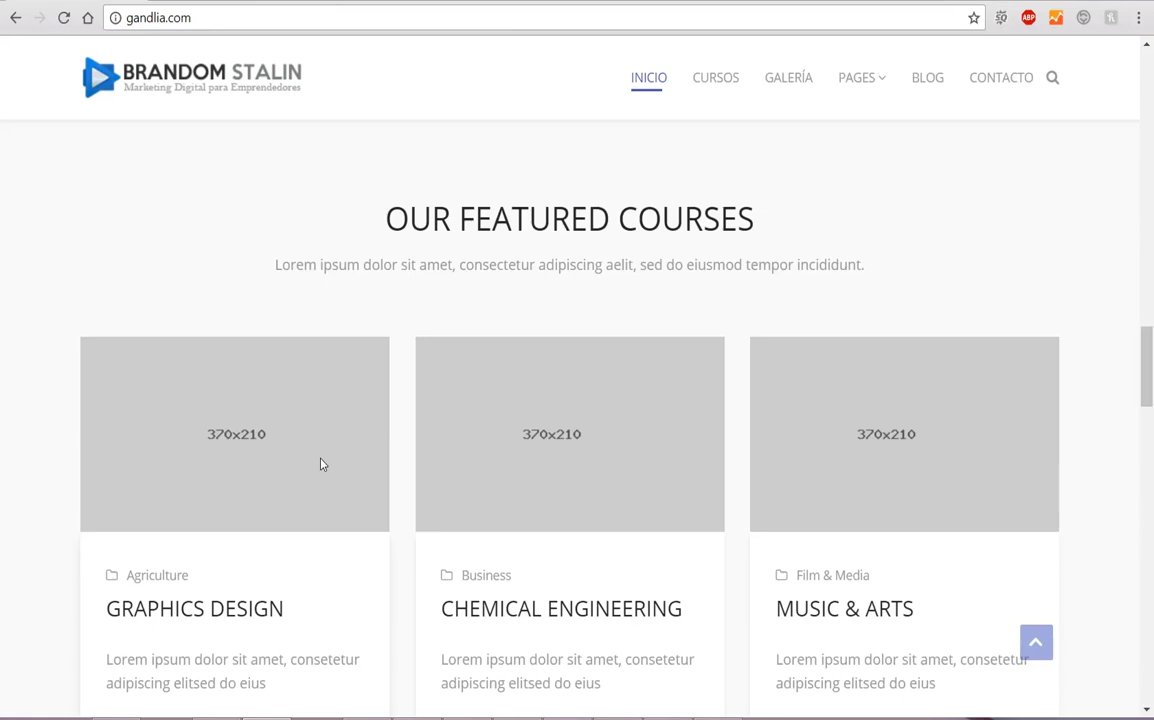 gandlia.com
ABP
BRANDOM STALIN
Marketing Digital para Emprendedores
INICIO CURSOS GALERÍA PAGES BLOG CONTACTO
OUR FEATURED COURSES
Lorem ipsum dolor sit amet, consectetur adipiscing aelit, sed do eiusmod tempor incididunt.
370x210 370x210 370x210
Agriculture Business Film & Media
GRAPHICS DESIGN CHEMICAL ENGINEERING MUSIC & ARTS
Lorem ipsum dolor sit amet, consetetur Lorem ipsum dolor sit amet, consetetur Lorem ipsum dolor sit amet, consetetur
adipiscing elitsed do eius adipiscing elitsed do eius adipiscing elitsed do eius